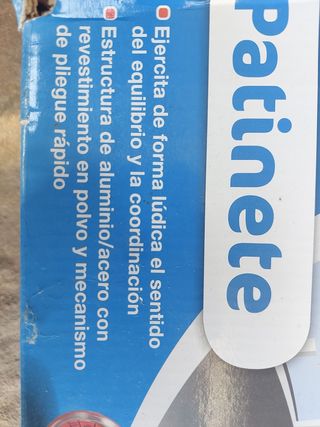 Patinete
Ejercita de forma lúdica el sentido
del equilibrio y la coordinación
Estructura de aluminio/acero con
revestimiento en polvo y mecanismo
de pliegue rápido